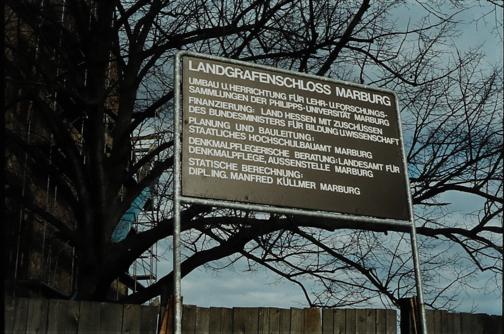 LANDGRAFENSCHLOSS MARBURG
UMBAU U.HERRICHTUNG FÜR LEHR-U.FORSCHUNGS-
SAMMLUNGEN DER PHILIPPS-UNIVERSITÄT MARBURG
FINANZIERUNG: LAND HESSEN MIT ZUSCHÜSSEN
DES BUNDESMINISTERS FÜR BILDUNG U.WISSENSCHAFT
PLANUNG UND BAULEITUNG:
STAATLICHES HOCHSCHULBAUAMT MARBURG
DENKMALPFLEGERISCHE BERATUNG: LANDESAMT FÜR
DENKMALPFLEGE, AUSSENSTELLE MARBURG
STATISCHE BERECHNUNG:
DIPL. ING. MANFRED KÜLLMER MARBURG